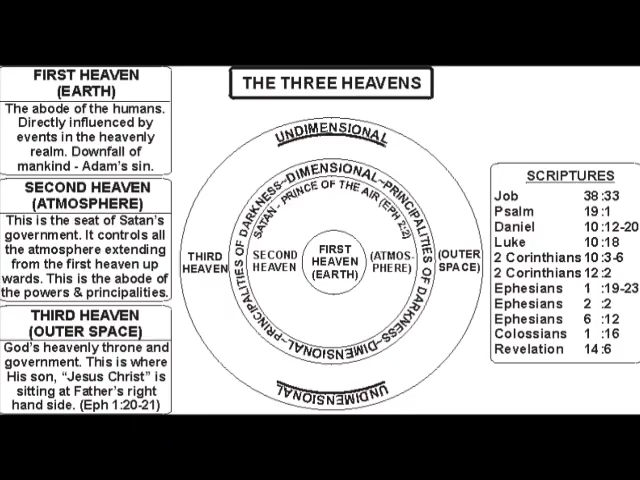 THE THREE HEAVENS
FIRST HEAVEN
(EARTH)
The abode of the humans.
Directly influenced by
events in the heavenly
realm. Downfall of
mankind - Adam's sin.
SECOND HEAVEN
(ATMOSPHERE)
This is the seat of Satan's
government. It controls all
the atmosphere extending
from the first heaven up
wards. This is the abode of
the powers & principalities.
THIRD HEAVEN
(OUTER SPACE)
God's heavenly throne and
government. This is where
His son, “Jesus Christ” is
sitting at Father's right
hand side. (Eph 1:20-21)
UNDIMENSIONAL
DIMENSIONAL~PRINCIPALITIES OF DARKNESS~DIMENSIONAL~PRINCIPALITIES OF DARKNESS~
SATAN - PRINCE OF THE AIR (EPH 2:2)
THIRD
HEAVEN
SECOND
HEAVEN
FIRST
HEAVEN
(EARTH)
(ATMOS-
PHERE)
(OUTER
SPACE)
UNDIMENSIONAL
SCRIPTURES
Job 38:33
Psalm 19:1
Daniel 10:12-20
Luke 10:18
2 Corinthians 10:3-6
2 Corinthians 12:2
Ephesians 1 :19-23
Ephesians 2 :2
Ephesians 6 :12
Colossians 1 :16
Revelation 14:6